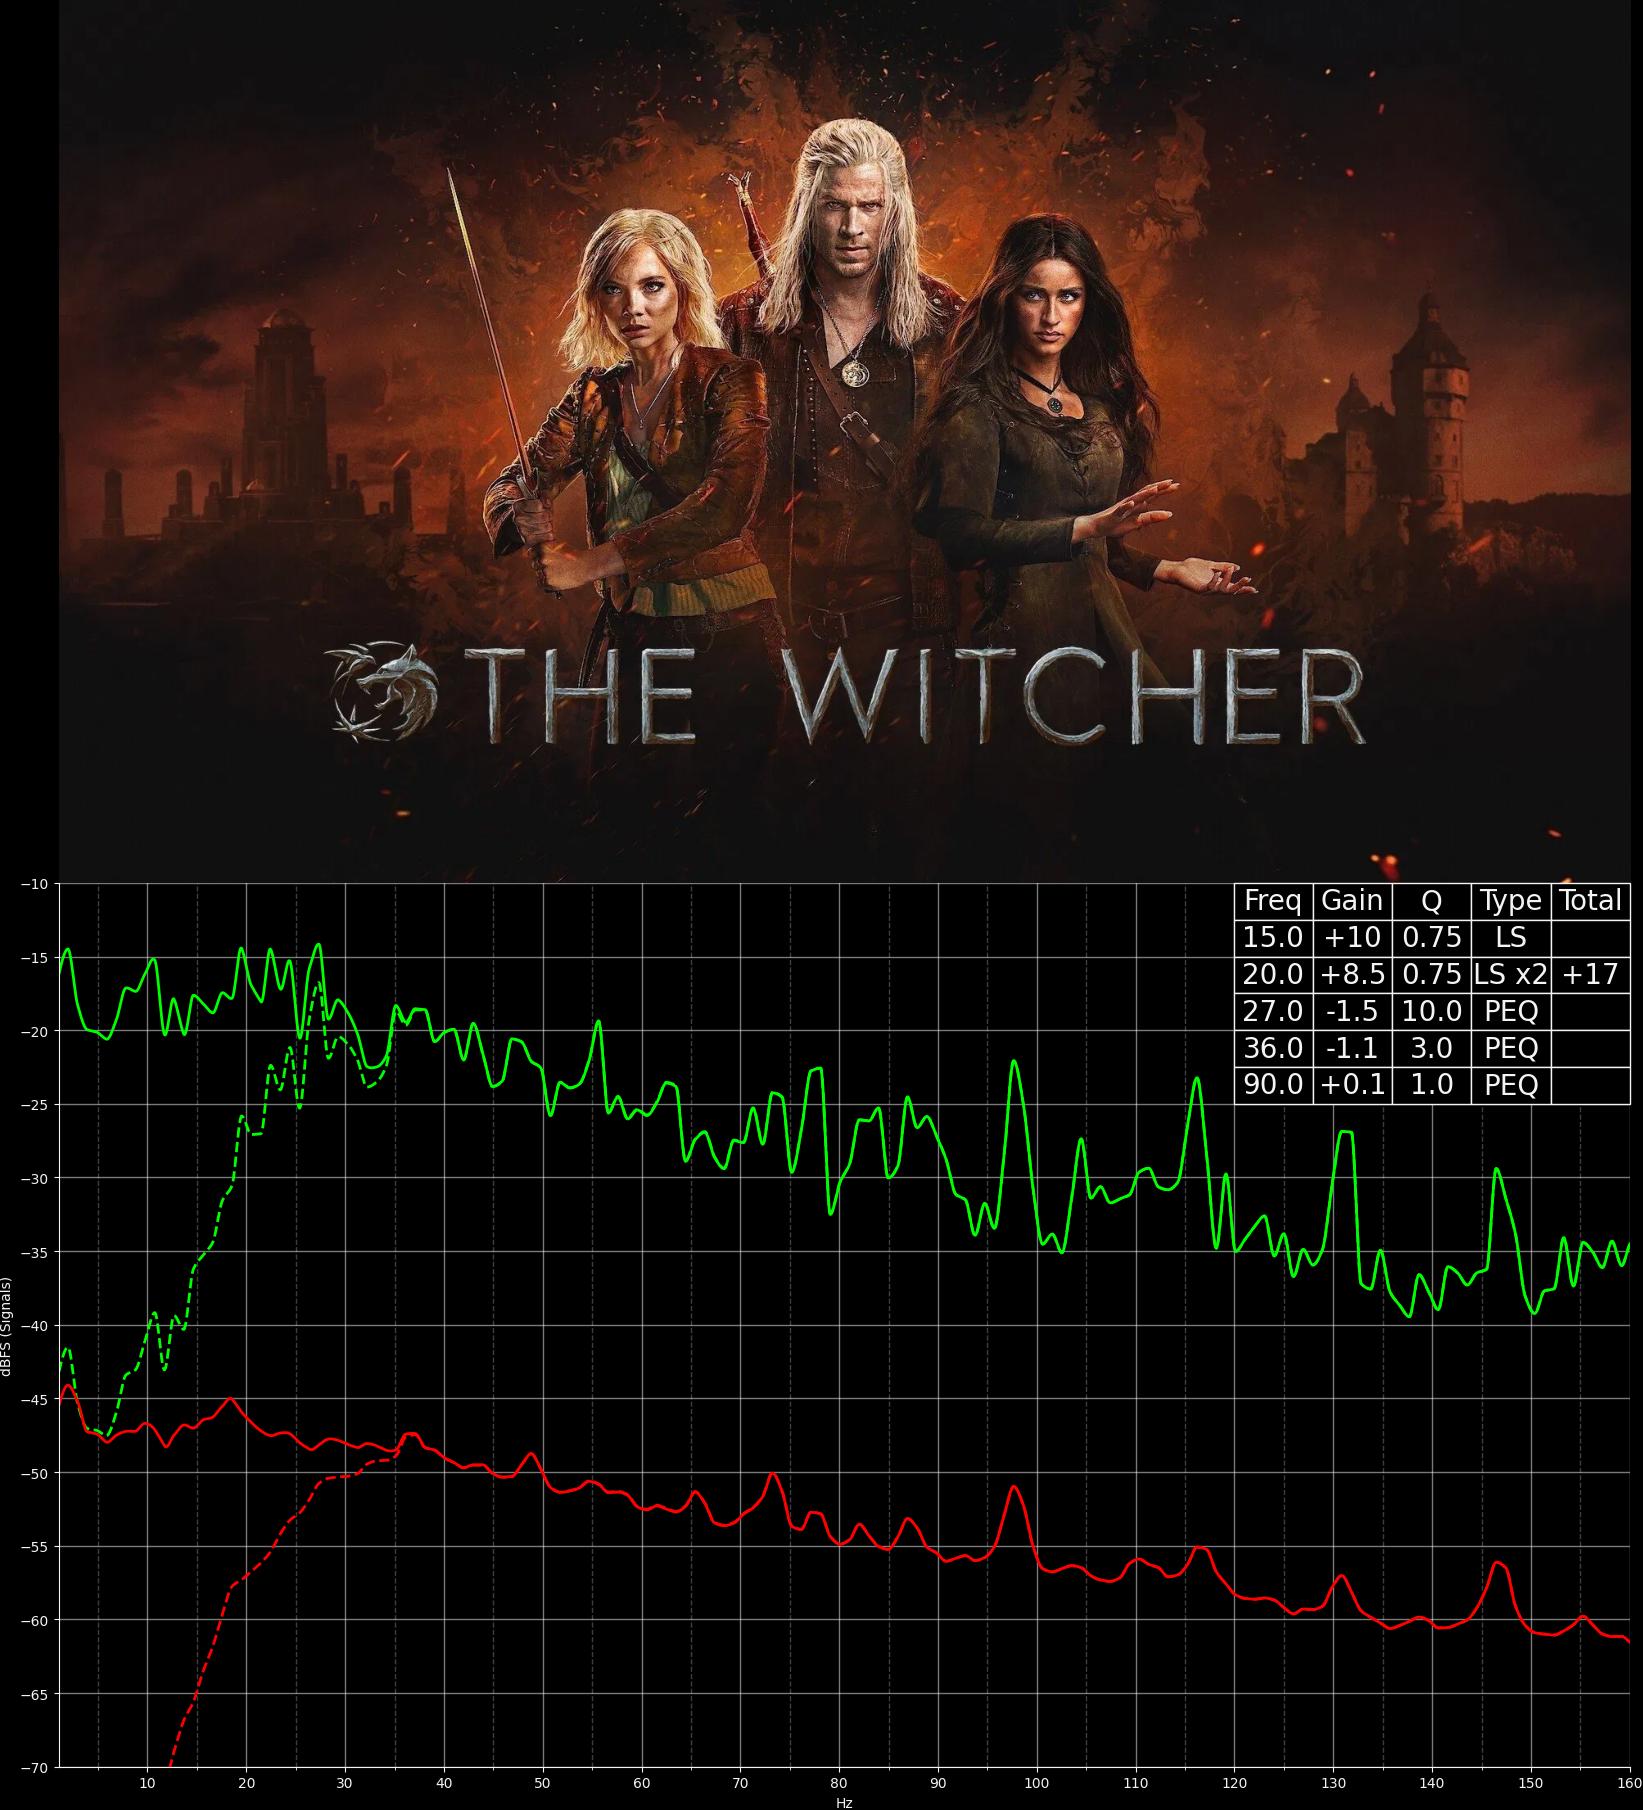 THE WITCHER
Freq Gain Q Type Total
15.0 +10 0.75 LS
20.0 +8.5 0.75 LS x2 +17
27.0 -1.5 10.0 PEQ
36.0 -1.1 3.0 PEQ
90.0 +0.1 1.0 PEQ
−10
−15
−20
−25
−30
−35
−40
−45
−50
−55
−60
−65
−70
dBFS (Signals)
10 20 30 40 50 60 70 80 90 100 110 120 130 140 150 160
Hz